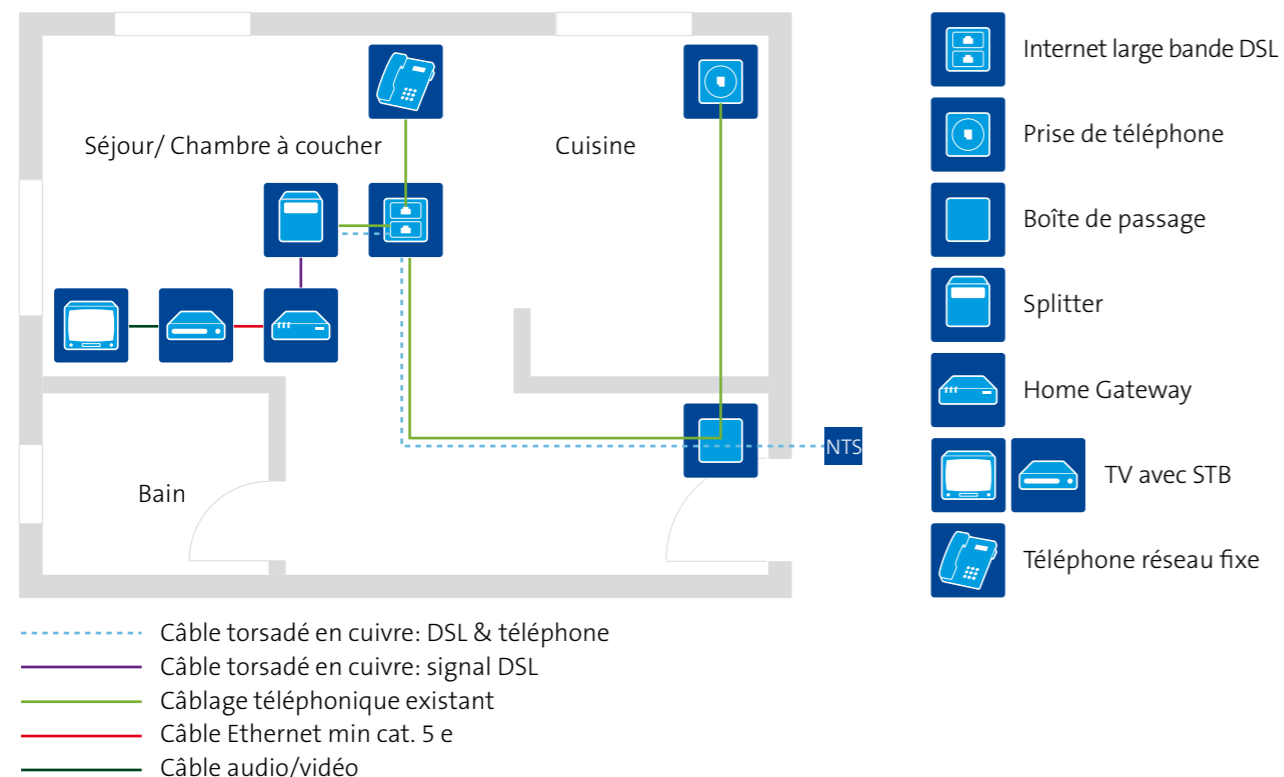 Internet large bande DSL
Prise de téléphone
Séjour/ Chambre à coucher
Cuisine
Boîte de passage
Splitter
Home Gateway
NTS
TV avec STB
Bain
Téléphone réseau fixe
Câble torsadé en cuivre: DSL & téléphone
Câble torsadé en cuivre: signal DSL
Câblage téléphonique existant
Câble Ethernet min cat. 5 e
Câble audio/vidéo